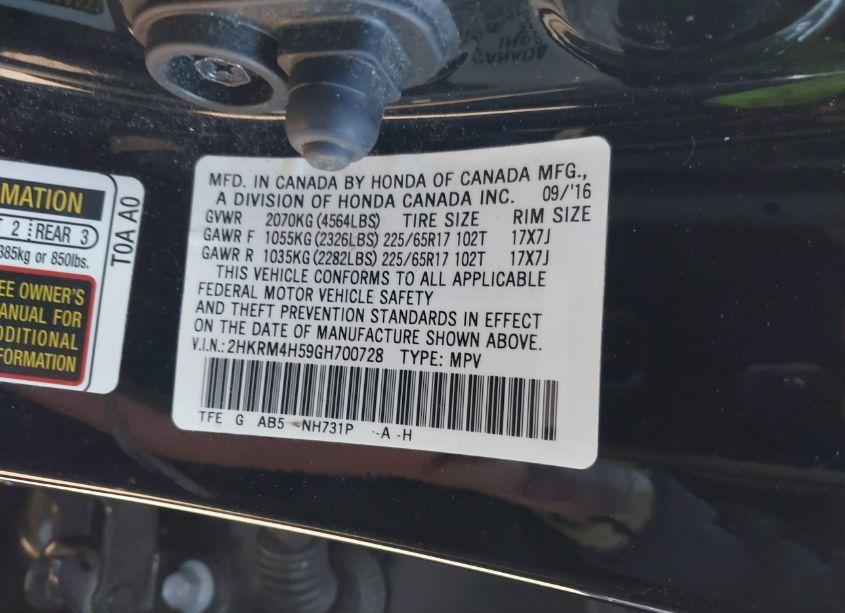 MATION
T 2 REAR 3
385kg or 850lbs.
EE OWNER'S
ANUAL FOR
DDITIONAL
FORMATION
T0A A0
MFD. IN CANADA BY HONDA OF CANADA MFG.,
A DIVISION OF HONDA CANADA INC. 09/'16
GVWR 2070KG (4564LBS) TIRE SIZE RIM SIZE
GAWR F 1055KG (2326LBS) 225/65R17 102T 17X7J
GAWR R 1035KG (2282LBS) 225/65R17 102T 17X7J
THIS VEHICLE CONFORMS TO ALL APPLICABLE
FEDERAL MOTOR VEHICLE SAFETY
AND THEFT PREVENTION STANDARDS IN EFFECT
ON THE DATE OF MANUFACTURE SHOWN ABOVE.
V.I.N.: 2HKRM4H59GH700728 TYPE: MPV
TFE G AB5 -NH731P -A -H